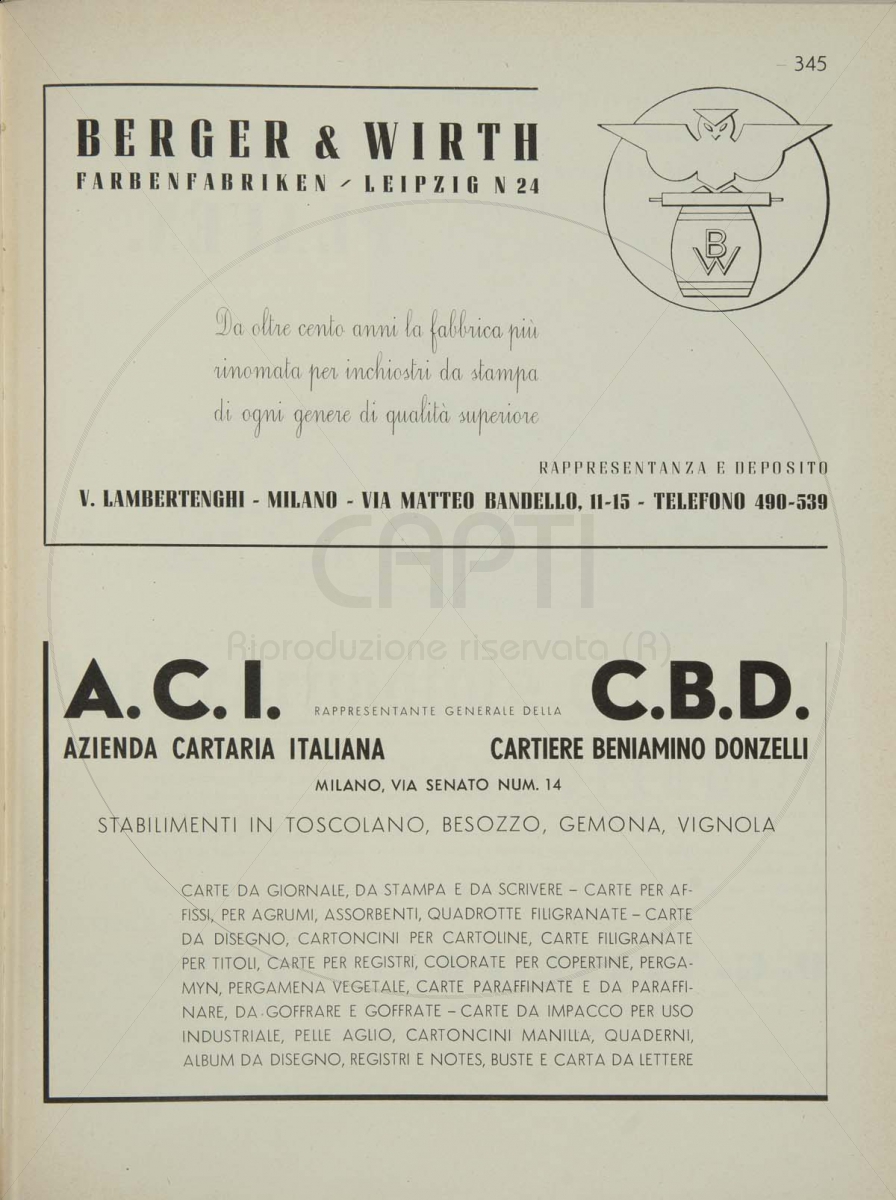 345
BERGER & WIRTH
FARBENFABRIKEN - LEIPZIG N 24
B
W
Da oltre cento anni la fabbrica più
rinomata per inchiostri da stampa
di ogni genere di qualità superiore
RAPPRESENTANZA E DEPOSITO
V. LAMBERTENGHI - MILANO - VIA MATTEO BANDELLO, 11-15 - TELEFONO 490-539
CAPTI
Riproduzione riservata (R)
A.C.I. RAPPRESENTANTE GENERALE DELLA C.B.D.
AZIENDA CARTARIA ITALIANA CARTIERE BENIAMINO DONZELLI
MILANO, VIA SENATO NUM. 14
STABILIMENTI IN TOSCOLANO, BESOZZO, GEMONA, VIGNOLA
CARTE DA GIORNALE, DA STAMPA E DA SCRIVERE – CARTE PER AF-
FISSI, PER AGRUMI, ASSORBENTI, QUADROTTE FILIGRANATE – CARTE
DA DISEGNO, CARTONCINI PER CARTOLINE, CARTE FILIGRANATE
PER TITOLI, CARTE PER REGISTRI, COLORATE PER COPERTINE, PERGA-
MYN, PERGAMENA VEGETALE, CARTE PARAFFINATE E DA PARAFFI-
NARE, DA GOFFRARE E GOFFRATE – CARTE DA IMPACCO PER USO
INDUSTRIALE, PELLE AGLIO, CARTONCINI MANILLA, QUADERNI,
ALBUM DA DISEGNO, REGISTRI E NOTES, BUSTE E CARTA DA LETTERE